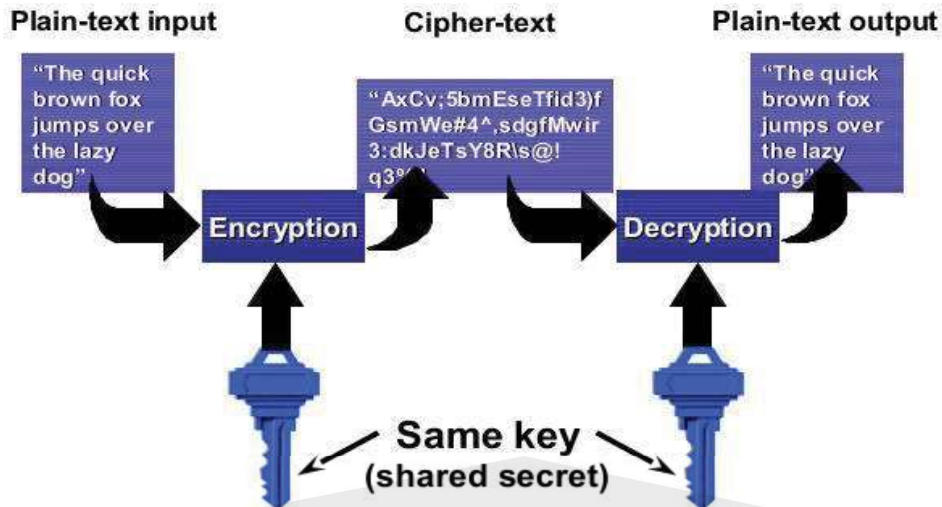 Plain-text input
Cipher-text
Plain-text output
“The quick
brown fox
jumps over
the lazy
dog”
“AxCv;5bmEseTfid3)f
GsmWe#4^,sdgfMwir
3:dkJeTsY8R\s@!
q3%
“The quick
brown fox
jumps over
the lazy
dog”
Encryption
Decryption
Same key
(shared secret)